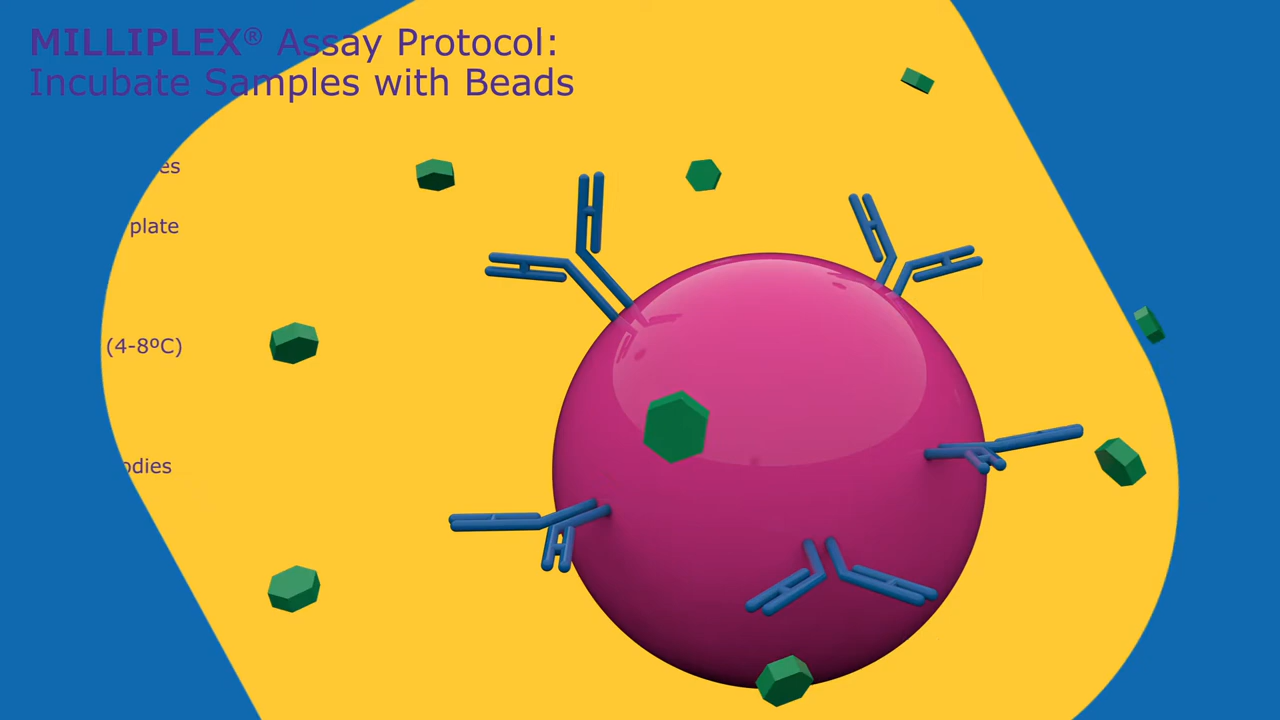 MILLIPLEX® Assay Protocol:
Incubate Samples with Beads
plate
(4-8ºC)